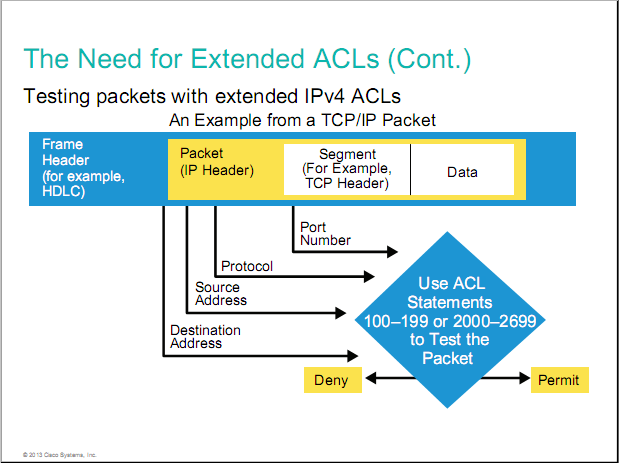 The Need for Extended ACLs (Cont.)
Testing packets with extended IPv4 ACLs
An Example from a TCP/IP Packet
Frame
Header
(for example,
HDLC)
Packet
(IP Header)
Segment
(For Example,
TCP Header)
Data
Port
Number
Protocol
Source
Address
Destination
Address
Use ACL
Statements
100–199 or 2000–2699
to Test the
Packet
Deny
Permit
© 2013 Cisco Systems, Inc.